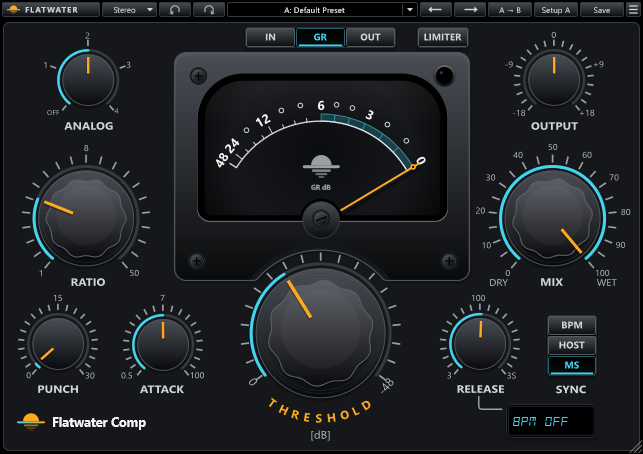 FLATWATER Stereo A: Default Preset A → B Setup A Save
IN GR OUT LIMITER
2
1 3
OFF 4
ANALOG
48 24 12 6 3 0
GR dB
0
-9 +9
-18 +18
OUTPUT
8
1 50
RATIO
50
40 60
30 70
20 80
10 90
0 100
DRY WET
MIX
15
0 30
PUNCH
7
0.5 100
ATTACK
0 -48
THRESHOLD
[dB]
100
3 3S
RELEASE
BPM
HOST
MS
SYNC
BPM OFF
Flatwater Comp